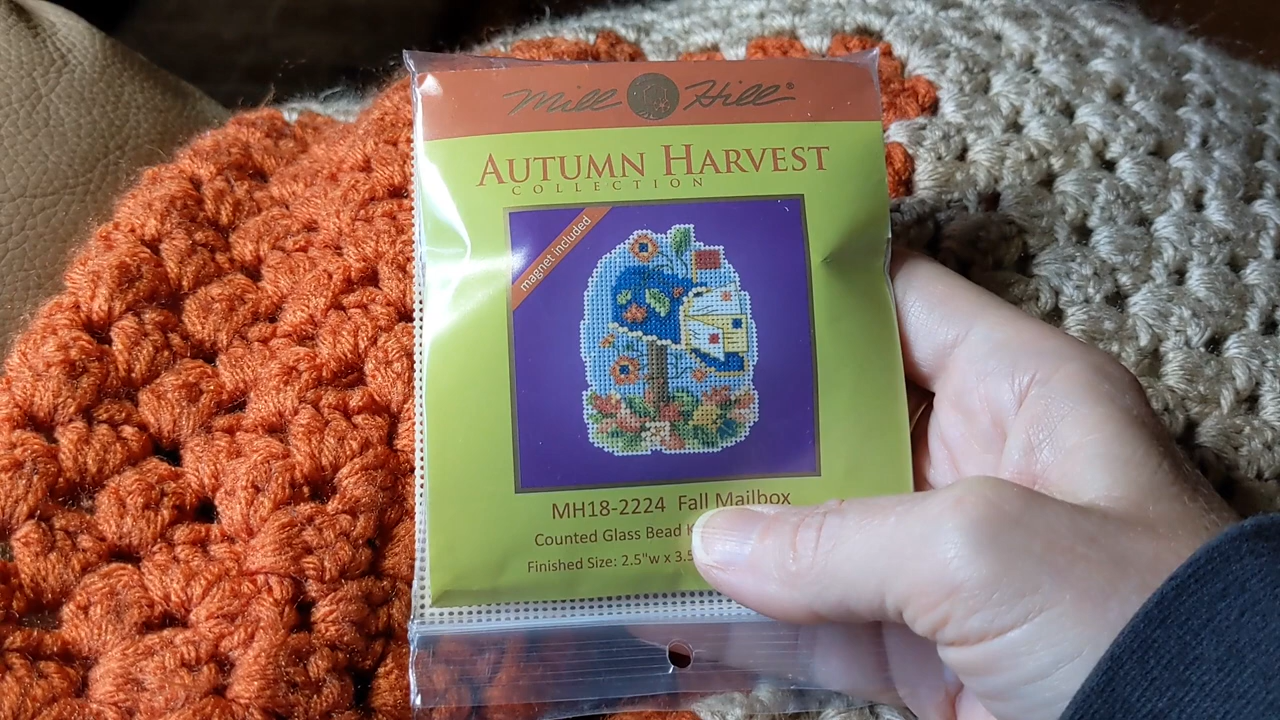 Mill Hill®
AUTUMN HARVEST
COLLECTION
magnet included
MH18-2224 Fall Mailbox
Counted Glass Bead
Finished Size: 2.5"w x 3.5